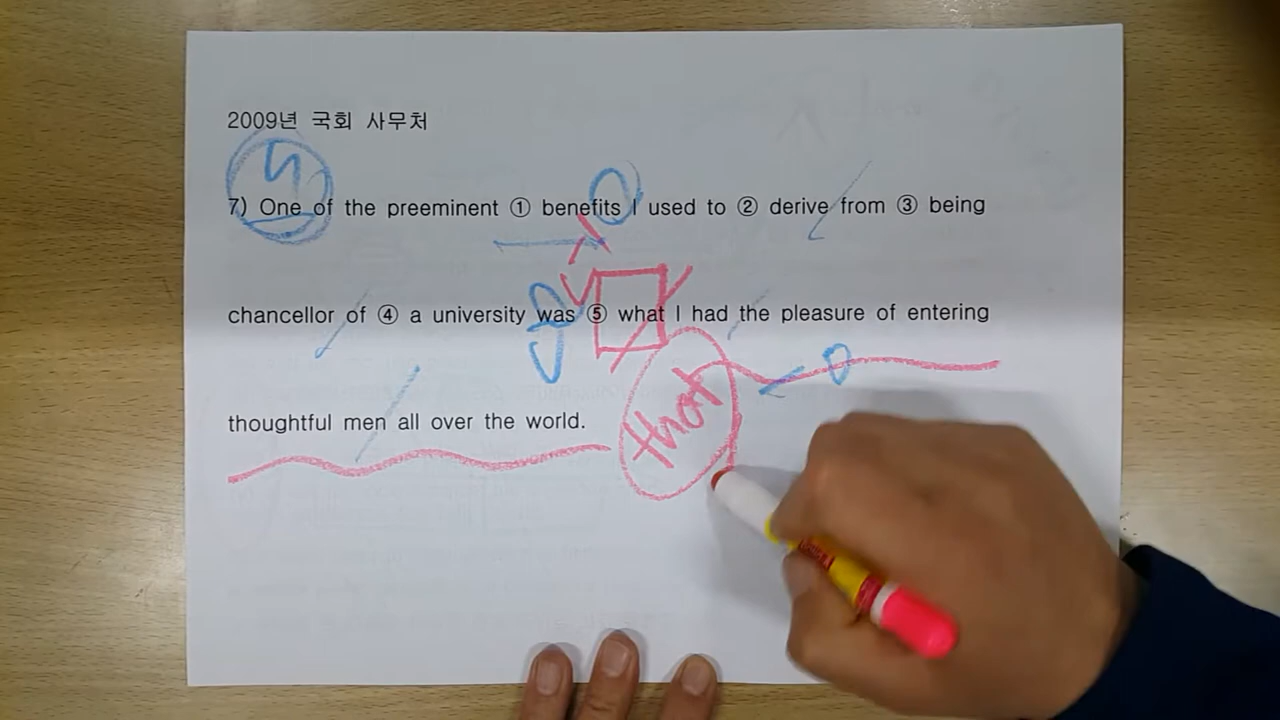 2009년 국회 사무처
7) One of the preeminent ① benefits I used to ② derive from ③ being
chancellor of ④ a university was ⑤ what I had the pleasure of entering
that
thoughtful men all over the world.